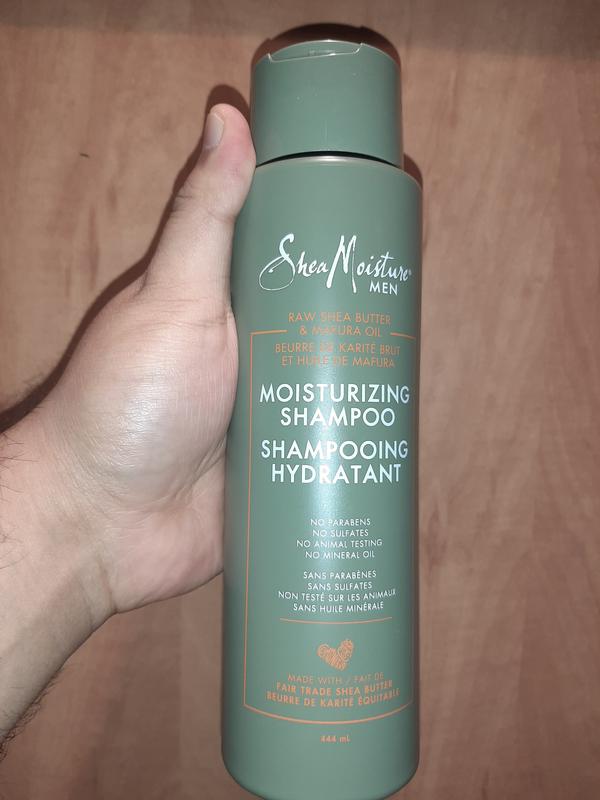 SheaMoisture®
MEN
RAW SHEA BUTTER
& MAFURA OIL
BEURRE DE KARITÉ BRUT
ET HUILE DE MAFURA
MOISTURIZING
SHAMPOO
SHAMPOOING
HYDRATANT
NO PARABENS
NO SULFATES
NO ANIMAL TESTING
NO MINERAL OIL
SANS PARABÈNES
SANS SULFATES
NON TESTÉ SUR LES ANIMAUX
SANS HUILE MINÉRALE
MADE WITH / FAIT DE
FAIR TRADE SHEA BUTTER
BEURRE DE KARITÉ ÉQUITABLE
444 mL